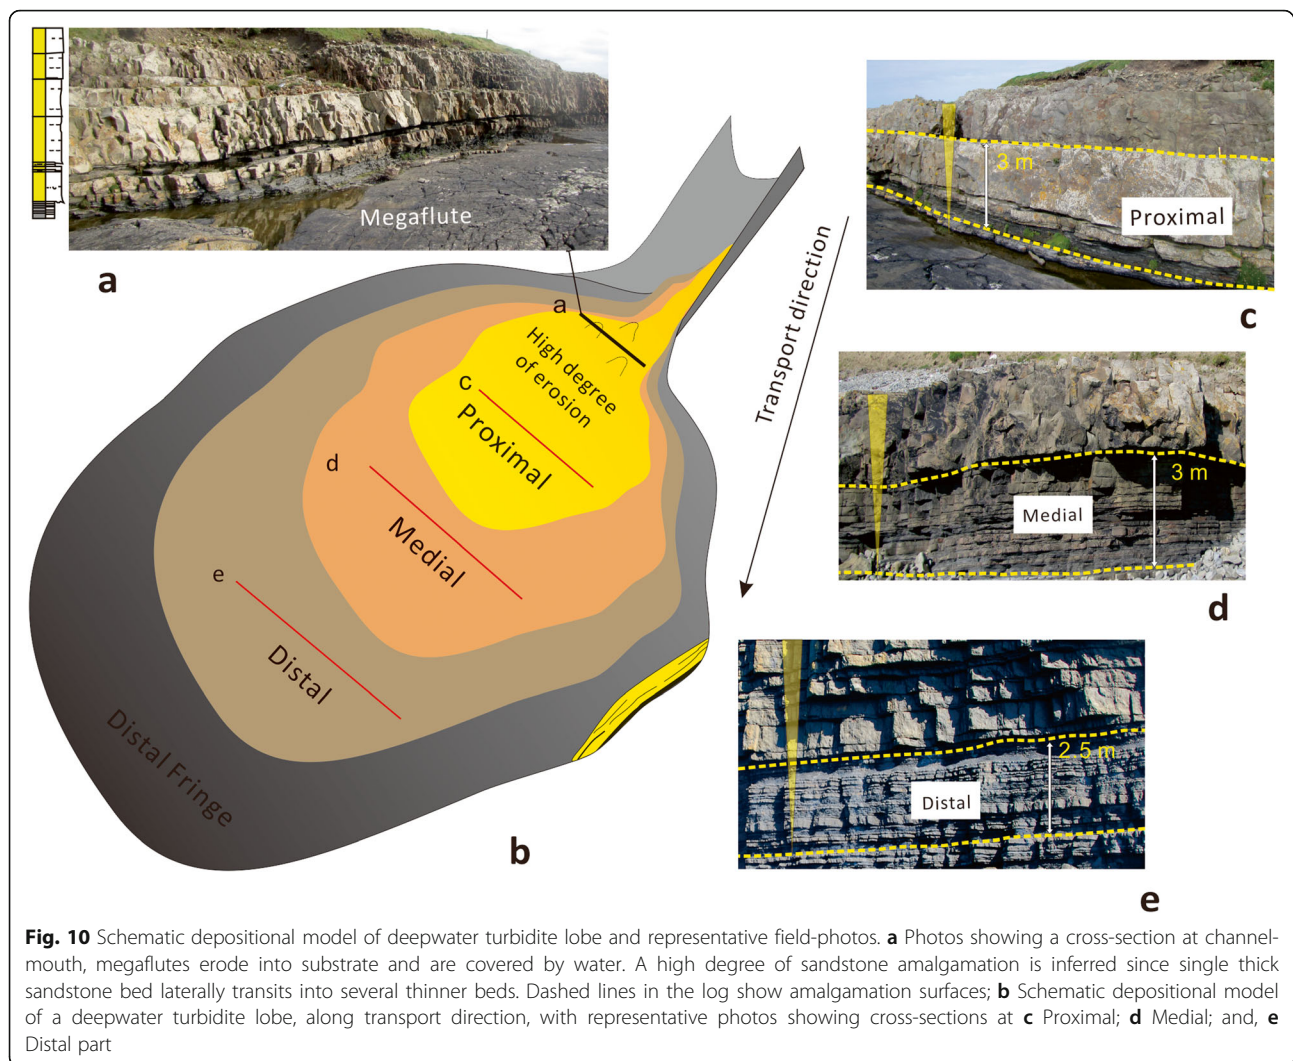 Megaflute
a
3 m
Proximal
c
Transport direction
a
High degree
of erosion
c
Proximal
d
Medial
e
Distal
Distal Fringe
b
3 m
Medial
d
2.5 m
Distal
e
Fig. 10 Schematic depositional model of deepwater turbidite lobe and representative field-photos. a Photos showing a cross-section at channel-
mouth, megaflutes erode into substrate and are covered by water. A high degree of sandstone amalgamation is inferred since single thick
sandstone bed laterally transits into several thinner beds. Dashed lines in the log show amalgamation surfaces; b Schematic depositional model
of a deepwater turbidite lobe, along transport direction, with representative photos showing cross-sections at c Proximal; d Medial; and, e
Distal part